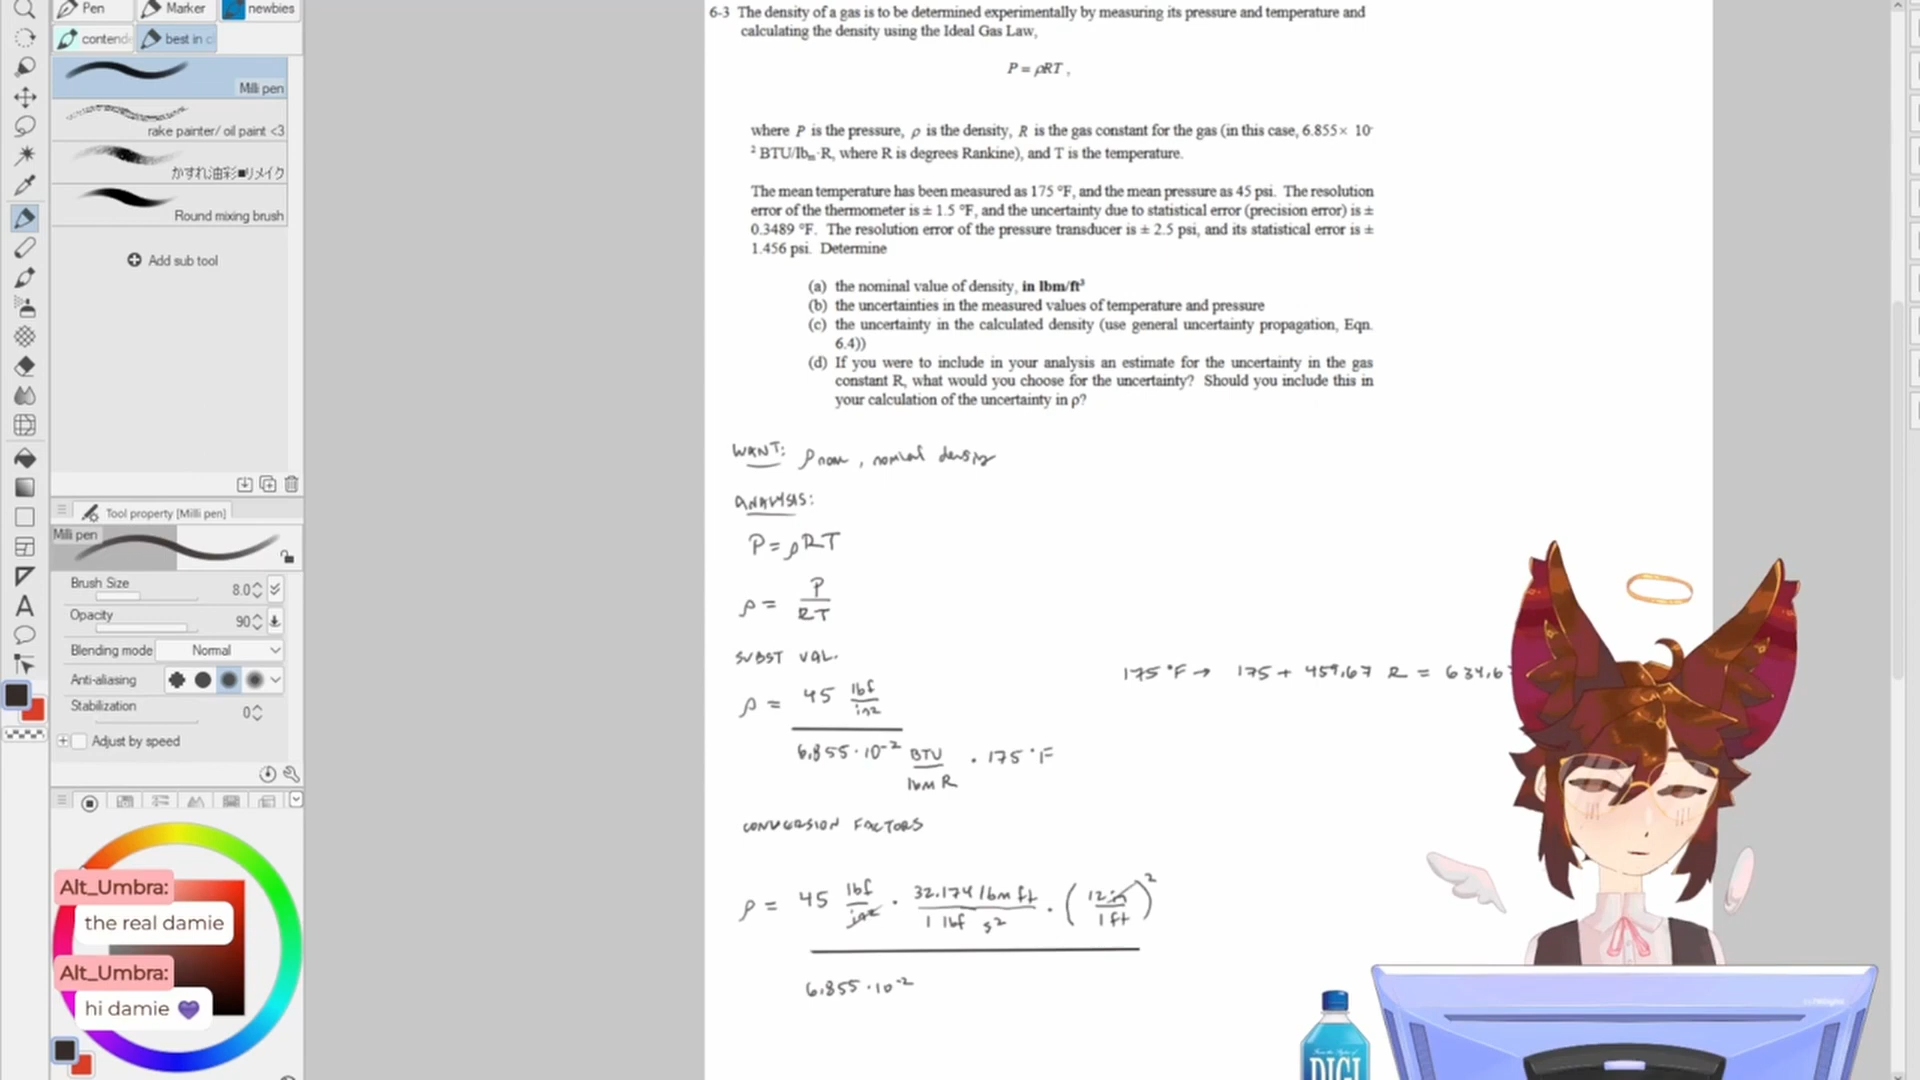 Pen
Marker
newbies
contend
best in c
Milli pen
rake painter/ oil paint <3
かすれ油彩■リメイク
Round mixing brush
Add sub tool
Tool property [Milli pen]
Milli pen
Brush Size 8.0
Opacity 90
Blending mode Normal
Anti-aliasing
Stabilization 0
Adjust by speed
Alt_Umbra:
the real damie
Alt_Umbra:
hi damie 💜
6-3 The density of a gas is to be determined experimentally by measuring its pressure and temperature and
calculating the density using the Ideal Gas Law,
P = ρRT ,
where P is the pressure, ρ is the density, R is the gas constant for the gas (in this case, 6.855× 10-
² BTU/lbm·R, where R is degrees Rankine), and T is the temperature.
The mean temperature has been measured as 175 °F, and the mean pressure as 45 psi. The resolution
error of the thermometer is ± 1.5 °F, and the uncertainty due to statistical error (precision error) is ±
0.3489 °F. The resolution error of the pressure transducer is ± 2.5 psi, and its statistical error is ±
1.456 psi. Determine
(a) the nominal value of density, in lbm/ft³
(b) the uncertainties in the measured values of temperature and pressure
(c) the uncertainty in the calculated density (use general uncertainty propagation, Eqn.
6.4))
(d) If you were to include in your analysis an estimate for the uncertainty in the gas
constant R, what would you choose for the uncertainty? Should you include this in
your calculation of the uncertainty in ρ?
WANT: ρnom, nominal density
ANALYSIS:
P = ρRT
ρ = P
RT
SUBST VAL.
175 °F → 175 + 459.67 R = 634.67
ρ = 45 lbf
in2
6.855 · 10⁻² BTU · 175 °F
lbm R
CONVERSION FACTORS
ρ = 45 lbf · 32.174 lbm ft · (12 in)²
in2 1 lbf s2 1 ft
6.855 · 10⁻²
DIGI